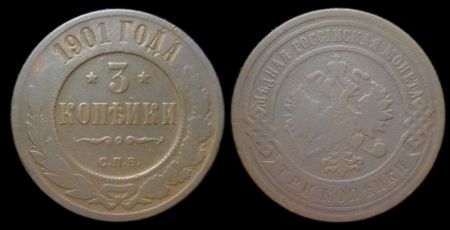 1901 ГОДА
* 3 *
КОПѢЙКИ
С.П.Б.
МѢДНАЯ РОССІЙСКАЯ МОНЕТА
ТРИ КОПѢЙКИ